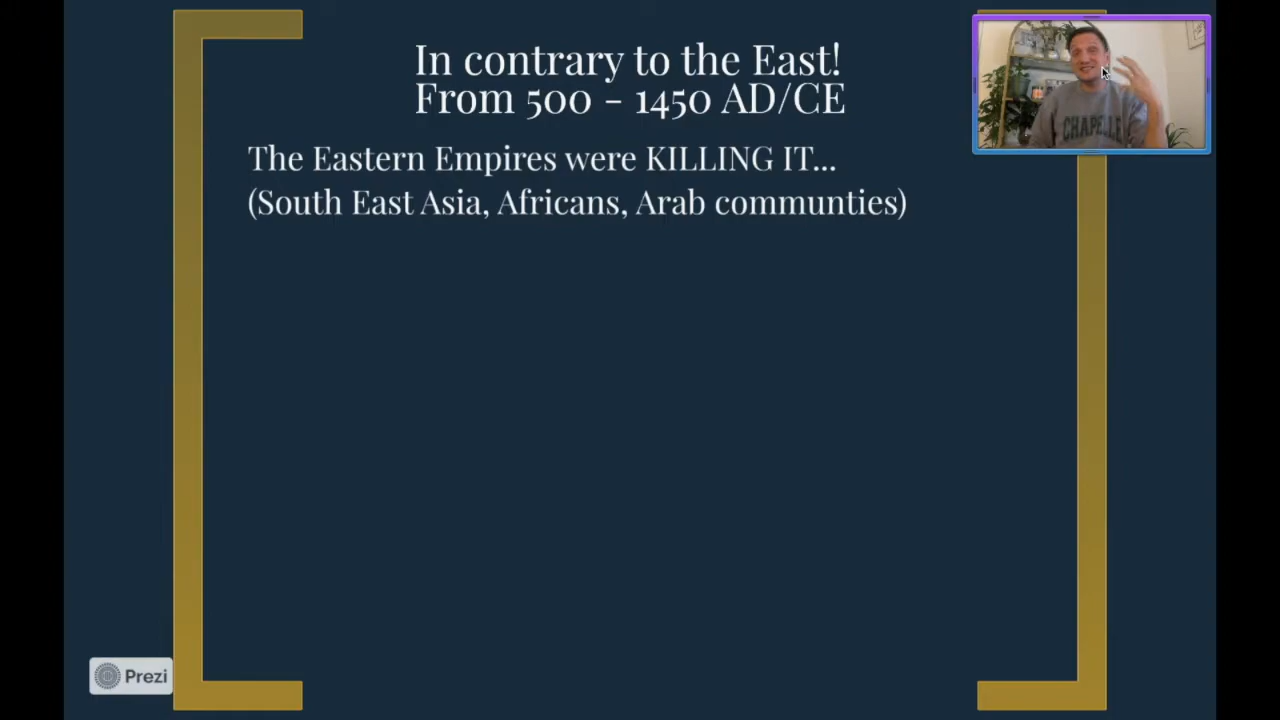 In contrary to the East!
From 500 - 1450 AD/CE
The Eastern Empires were KILLING IT...
(South East Asia, Africans, Arab communties)
CHAPELLE
Prezi